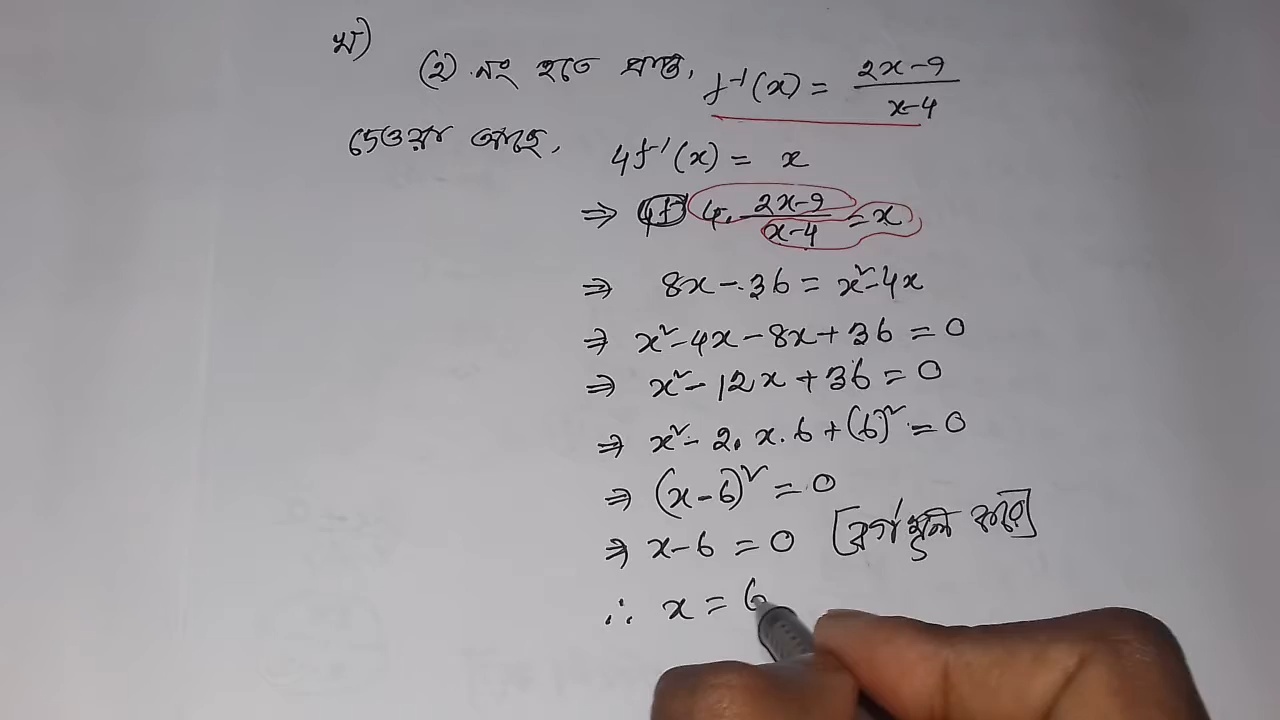 খ)
(২) নং হতে প্রাপ্ত, f⁻¹(x) = (2x-9)/(x-4)
দেওয়া আছে, 4f⁻¹(x) = x
⇒ 4. (2x-9)/(x-4) = x
⇒ 8x - 36 = x² - 4x
⇒ x² - 4x - 8x + 36 = 0
⇒ x² - 12x + 36 = 0
⇒ x² - 2. x. 6 + (6)² = 0
⇒ (x - 6)² = 0
⇒ x - 6 = 0 [বর্গমূল করে]
∴ x = 6